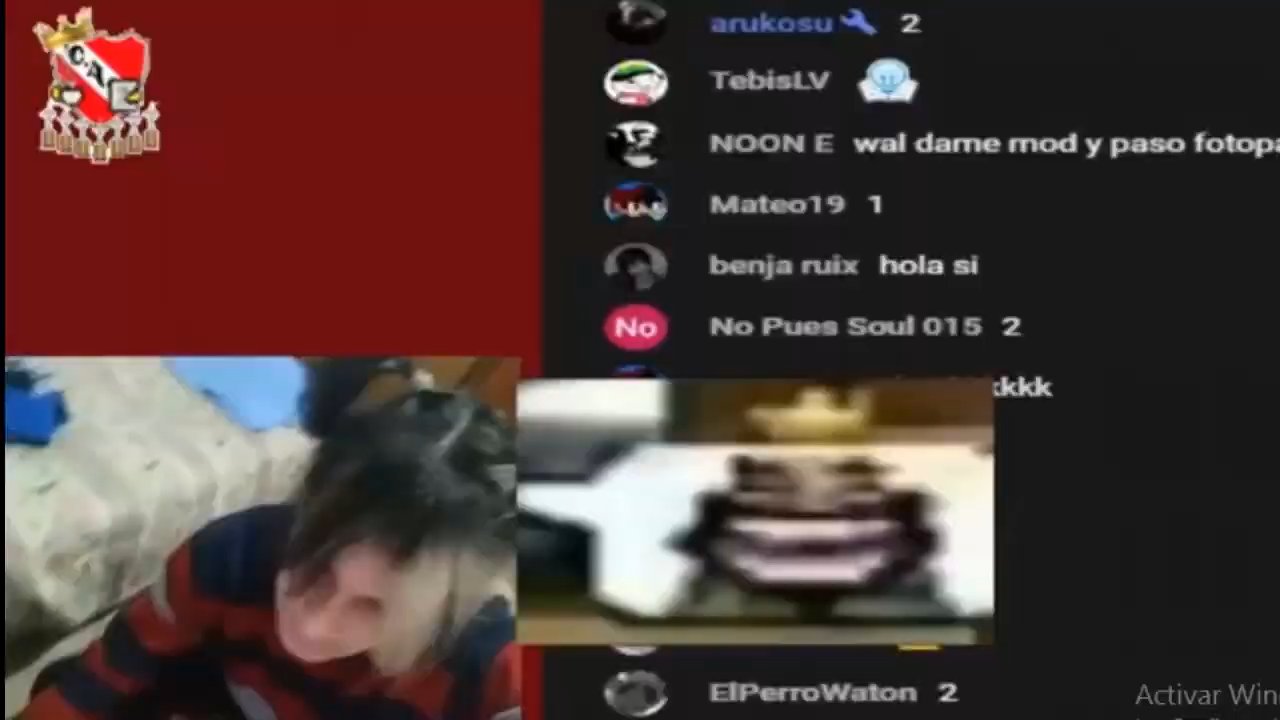 arukosu 2
TebisLV
NOON E wal dame mod y paso fotopa
Mateo19 1
benja ruix hola si
No No Pues Soul 015 2
kkk
ElPerroWaton 2
Activar Win